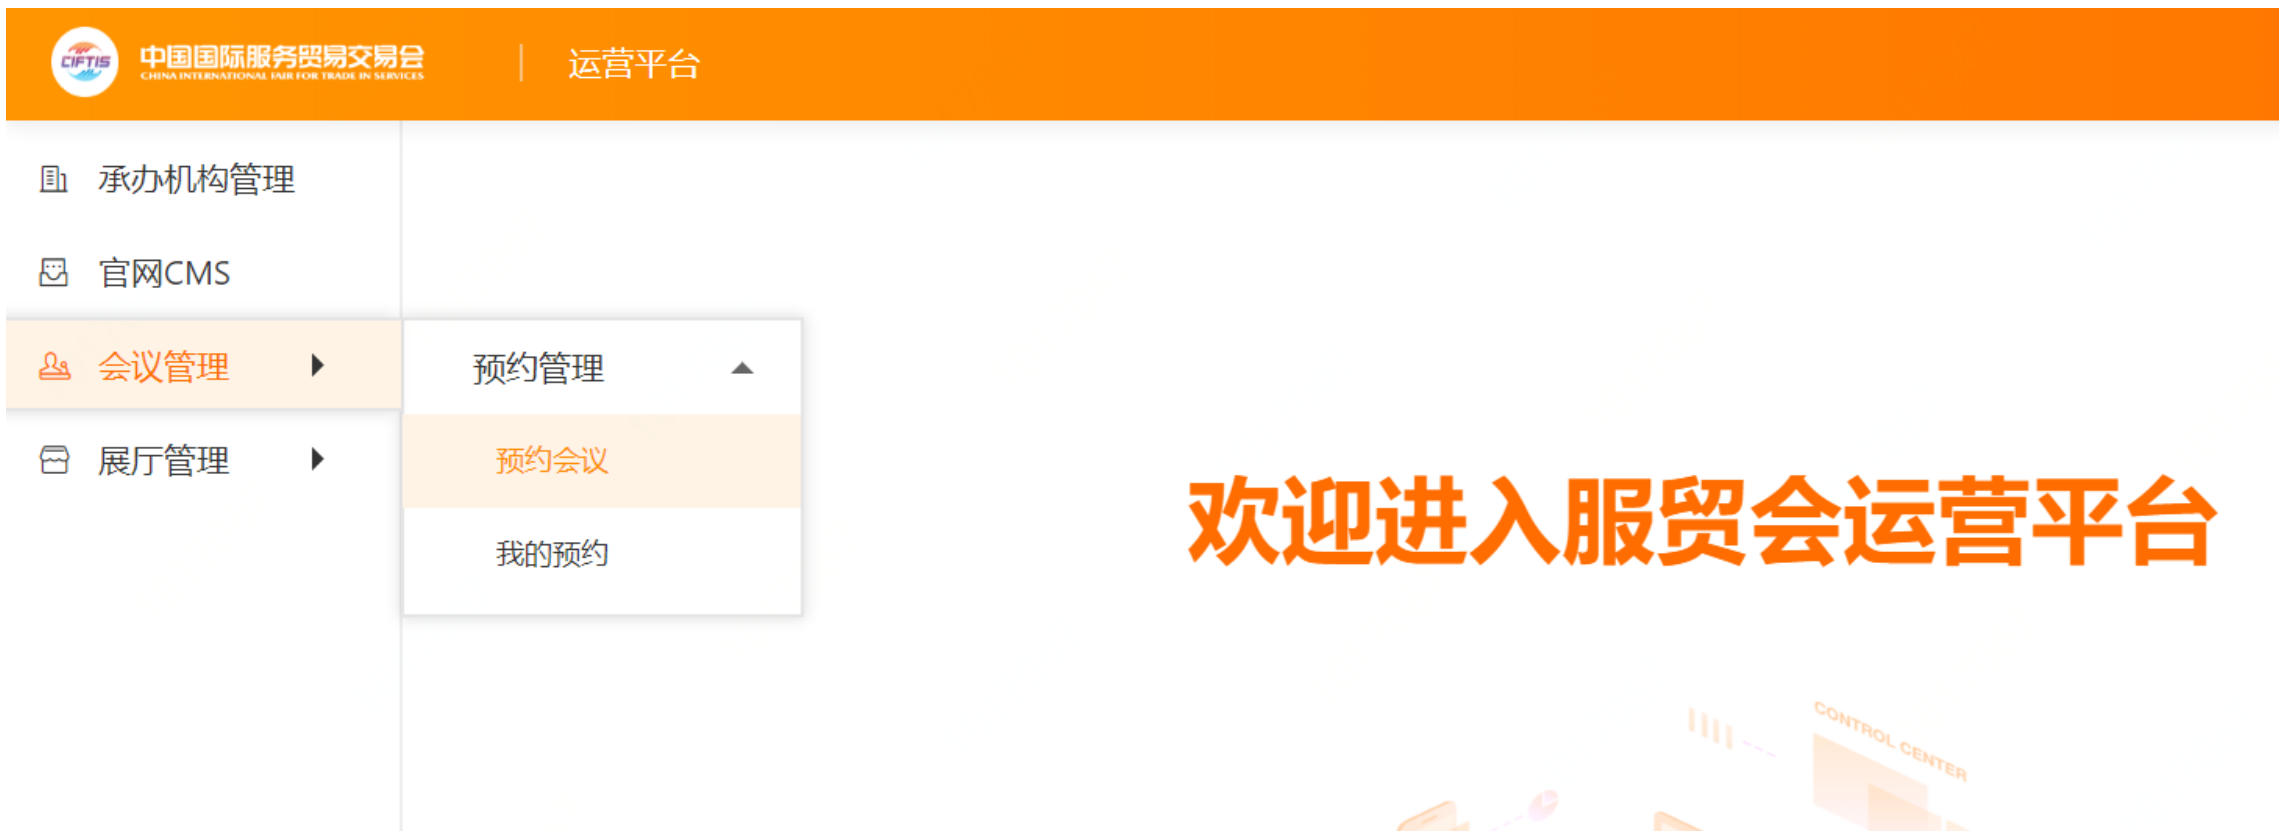 CIFTIS
中国国际服务贸易交易会
CHINA INTERNATIONAL FAIR FOR TRADE IN SERVICES
运营平台
承办机构管理
官网CMS
会议管理
展厅管理
预约管理
预约会议
我的预约
欢迎进入服贸会运营平台
CONTROL CENTER